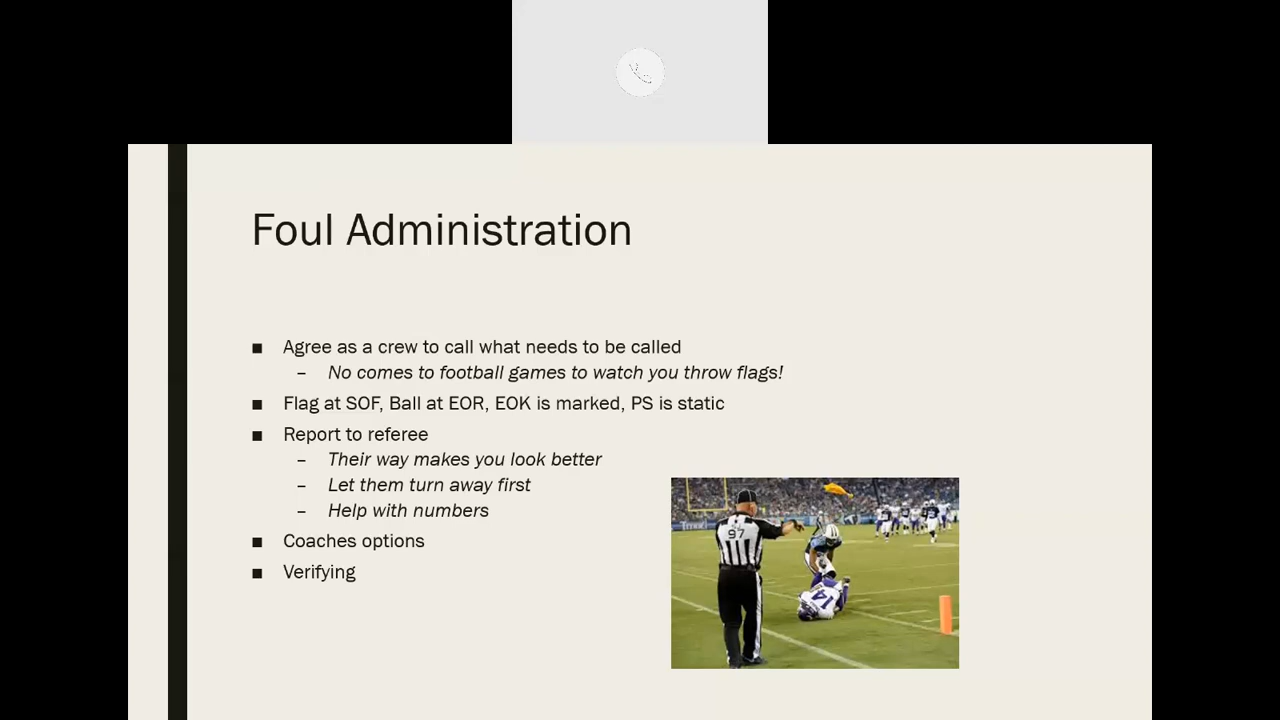 Foul Administration
■ Agree as a crew to call what needs to be called
– No comes to football games to watch you throw flags!
■ Flag at SOF, Ball at EOR, EOK is marked, PS is static
■ Report to referee
– Their way makes you look better
– Let them turn away first
– Help with numbers
■ Coaches options
■ Verifying
97
14